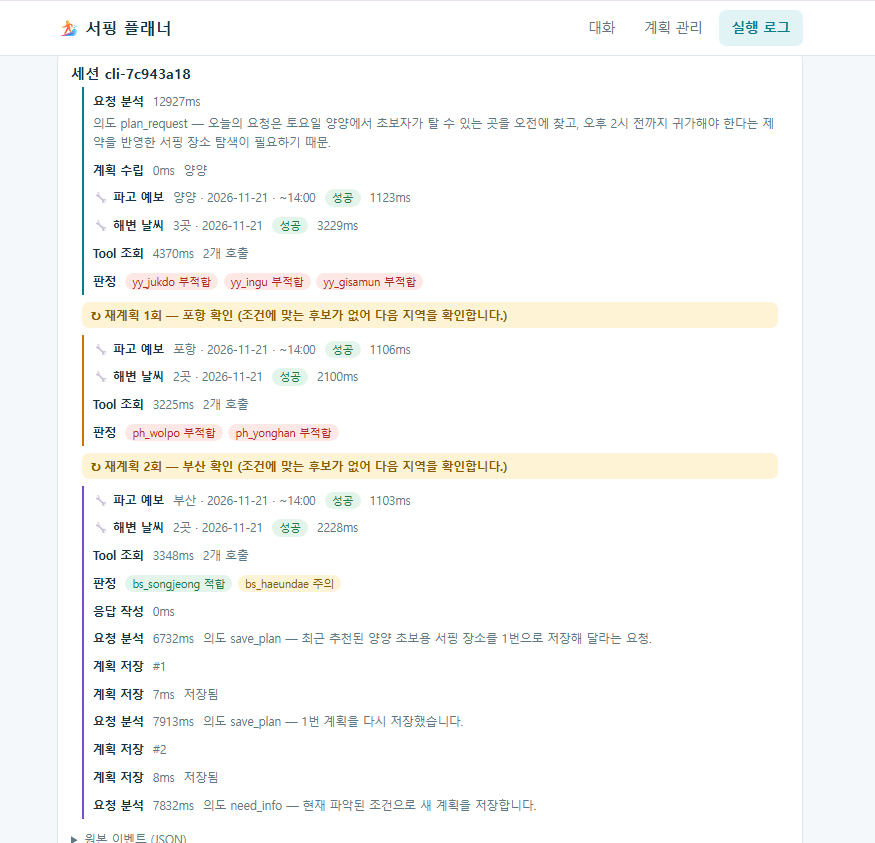 서핑 플래너
대화 계획 관리 실행 로그
세션 cli-7c943a18
요청 분석 12927ms
의도 plan_request — 오늘의 요청은 토요일 양양에서 초보자가 탈 수 있는 곳을 오전에 찾고, 오후 2시 전까지 귀가해야 한다는 제
약을 반영한 서핑 장소 탐색이 필요하기 때문.
계획 수립 0ms 양양
파고 예보 양양 · 2026-11-21 · ~14:00 성공 1123ms
해변 날씨 3곳 · 2026-11-21 성공 3229ms
Tool 조회 4370ms 2개 호출
판정 yy_jukdo 부적합 yy_ingu 부적합 yy_gisamun 부적합
↻ 재계획 1회 — 포항 확인 (조건에 맞는 후보가 없어 다음 지역을 확인합니다.)
파고 예보 포항 · 2026-11-21 · ~14:00 성공 1106ms
해변 날씨 2곳 · 2026-11-21 성공 2100ms
Tool 조회 3225ms 2개 호출
판정 ph_wolpo 부적합 ph_yonghan 부적합
↻ 재계획 2회 — 부산 확인 (조건에 맞는 후보가 없어 다음 지역을 확인합니다.)
파고 예보 부산 · 2026-11-21 · ~14:00 성공 1103ms
해변 날씨 2곳 · 2026-11-21 성공 2228ms
Tool 조회 3348ms 2개 호출
판정 bs_songjeong 적합 bs_haeundae 주의
응답 작성 0ms
요청 분석 6732ms 의도 save_plan — 최근 추천된 양양 초보용 서핑 장소를 1번으로 저장해 달라는 요청.
계획 저장 #1
계획 저장 7ms 저장됨
요청 분석 7913ms 의도 save_plan — 1번 계획을 다시 저장했습니다.
계획 저장 #2
계획 저장 8ms 저장됨
요청 분석 7832ms 의도 need_info — 현재 파악된 조건으로 새 계획을 저장합니다.
▶ 원본 이벤트 (JSON)